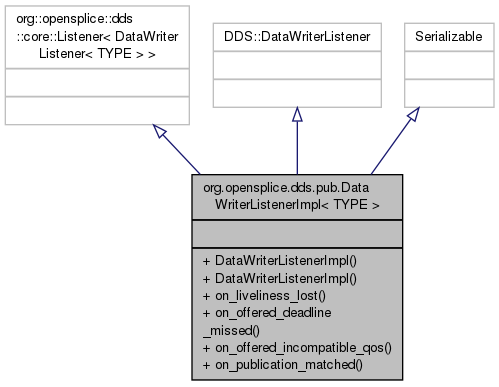 org::opensplice::dds
::core::Listener< DataWriter
Listener< TYPE > >
DDS::DataWriterListener
Serializable
org.opensplice.dds.pub.Data
WriterListenerImpl< TYPE >
+ DataWriterListenerImpl()
+ DataWriterListenerImpl()
+ on_liveliness_lost()
+ on_offered_deadline
_missed()
+ on_offered_incompatible_qos()
+ on_publication_matched()